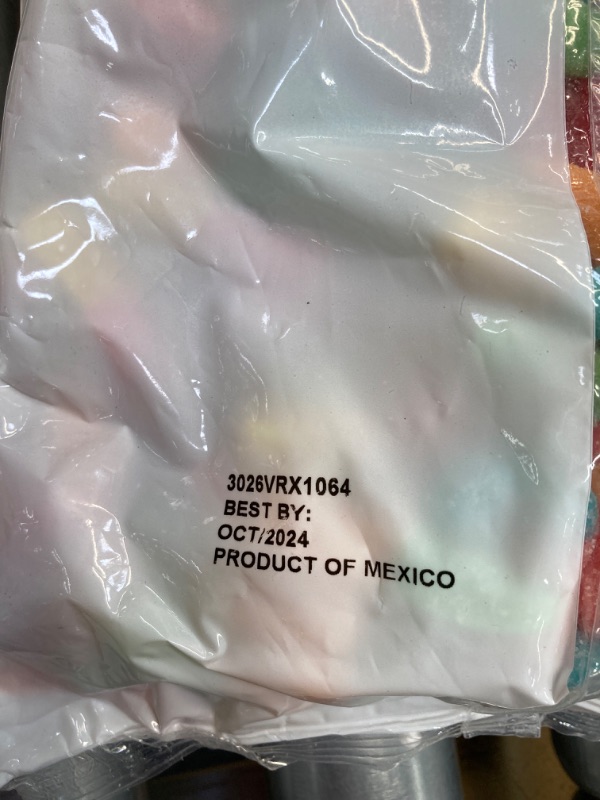 3026VRX1064
BEST BY:
OCT/2024
PRODUCT OF MEXICO